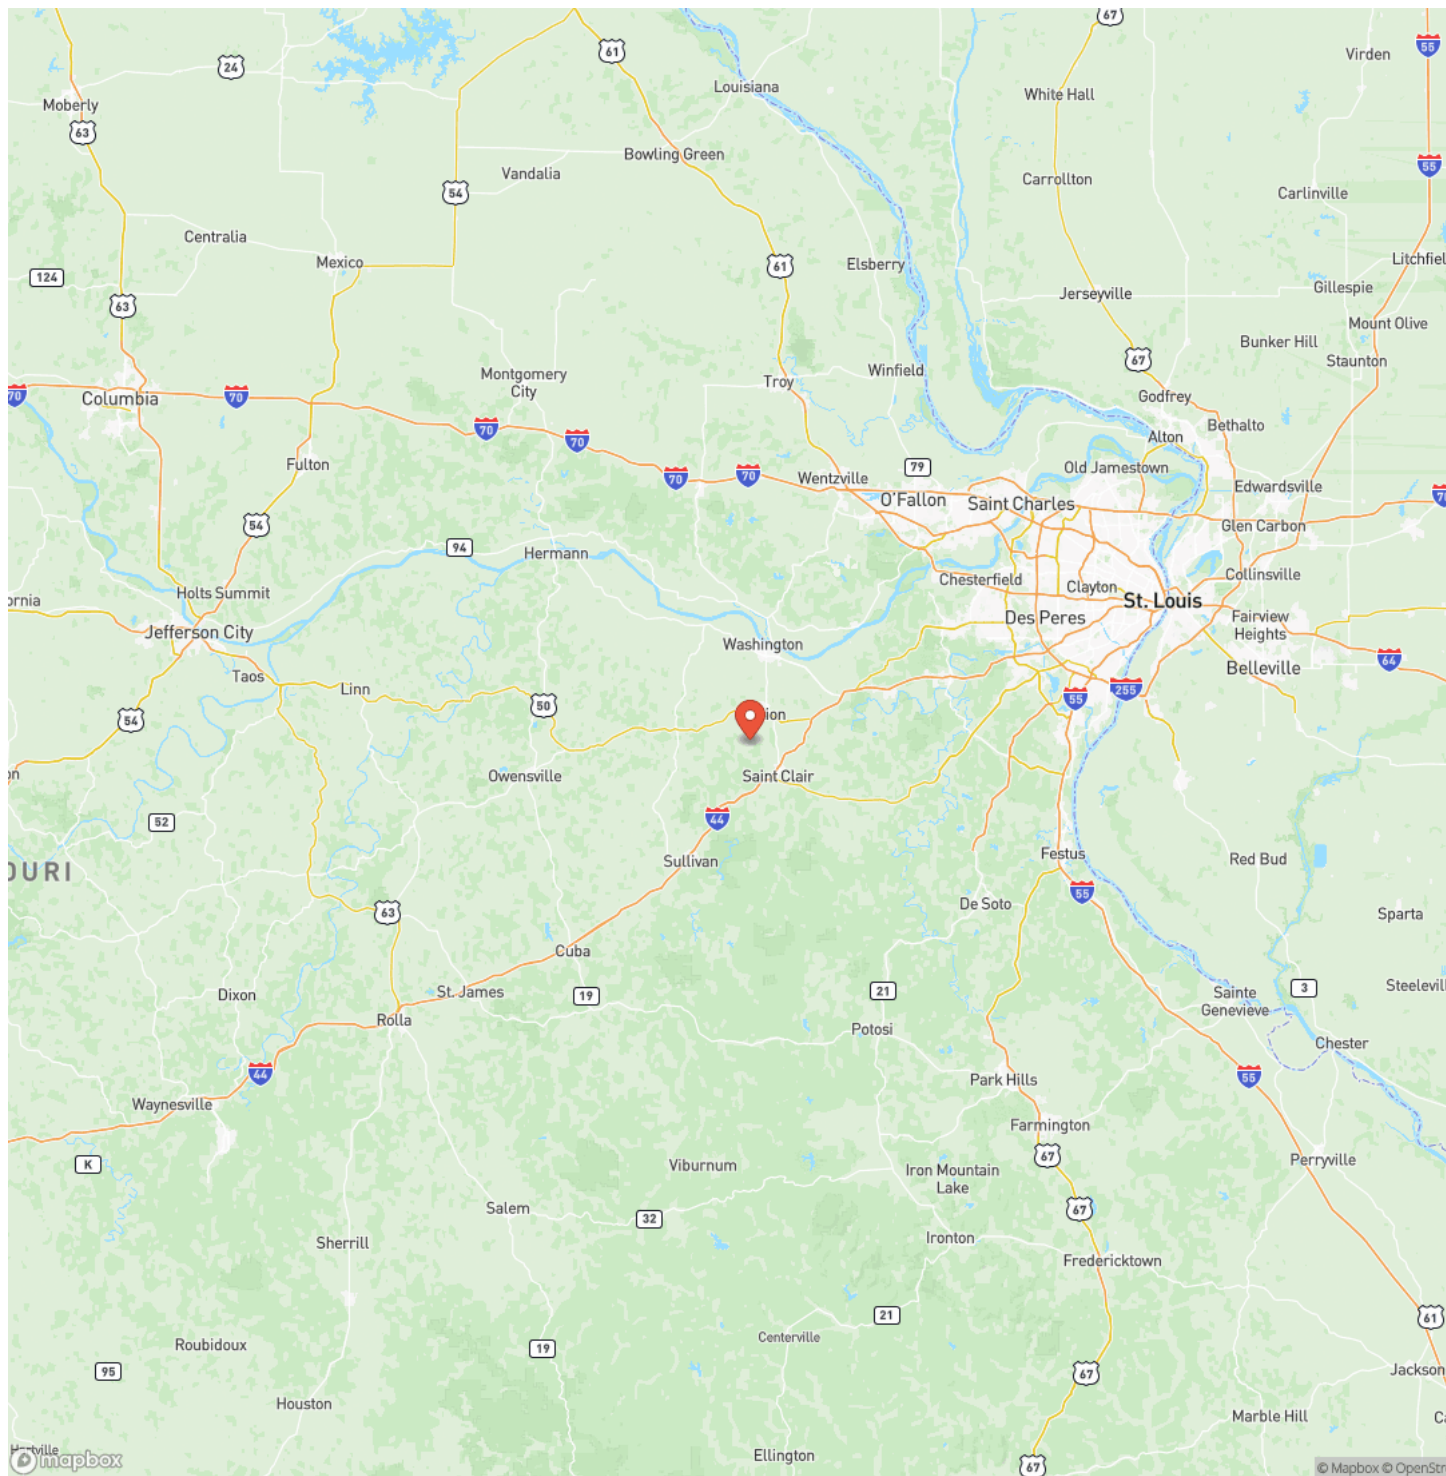 67
61
55
Virden
24
Louisiana
White Hall
Moberly
63
Bowling Green
55
Vandalia
Carrollton
54
Carlinville
Centralia
Mexico
61
Elsberry
Litchfiel
124
Gillespie
63
Jerseyville
Mount Olive
Bunker Hill
67
Staunton
Winfield
Montgomery
City
Troy
70
Columbia
70
Godfrey
Bethalto
70
70
Alton
Fulton
79
Old Jamestown
70
70
Wentzville
Edwardsville
O'Fallon
Saint Charles
54
Glen Carbon
94
Hermann
Collinsville
Chesterfield
Clayton
Holts Summit
St. Louis
ornia
Des Peres
Fairview
Heights
Jefferson City
Washington
64
Belleville
Taos
Linn
255
55
50
54
ion
Owensville
Saint Clair
on
44
52
Festus
Red Bud
Sullivan
OURI
55
De Soto
63
Sparta
Cuba
Steelevil
St. James
21
3
Dixon
19
Sainte
Genevieve
Rolla
Potosi
Chester
44
55
Park Hills
Waynesville
Farmington
67
Perryville
K
Viburnum
Iron Mountain
Lake
Salem
67
32
Sherrill
Ironton
Fredericktown
21
61
Centerville
Roubidoux
19
95
67
Jackson
Houston
Marble Hill
Ca
Ellington
Hartville
mapbox
67
© Mapbox © OpenStr